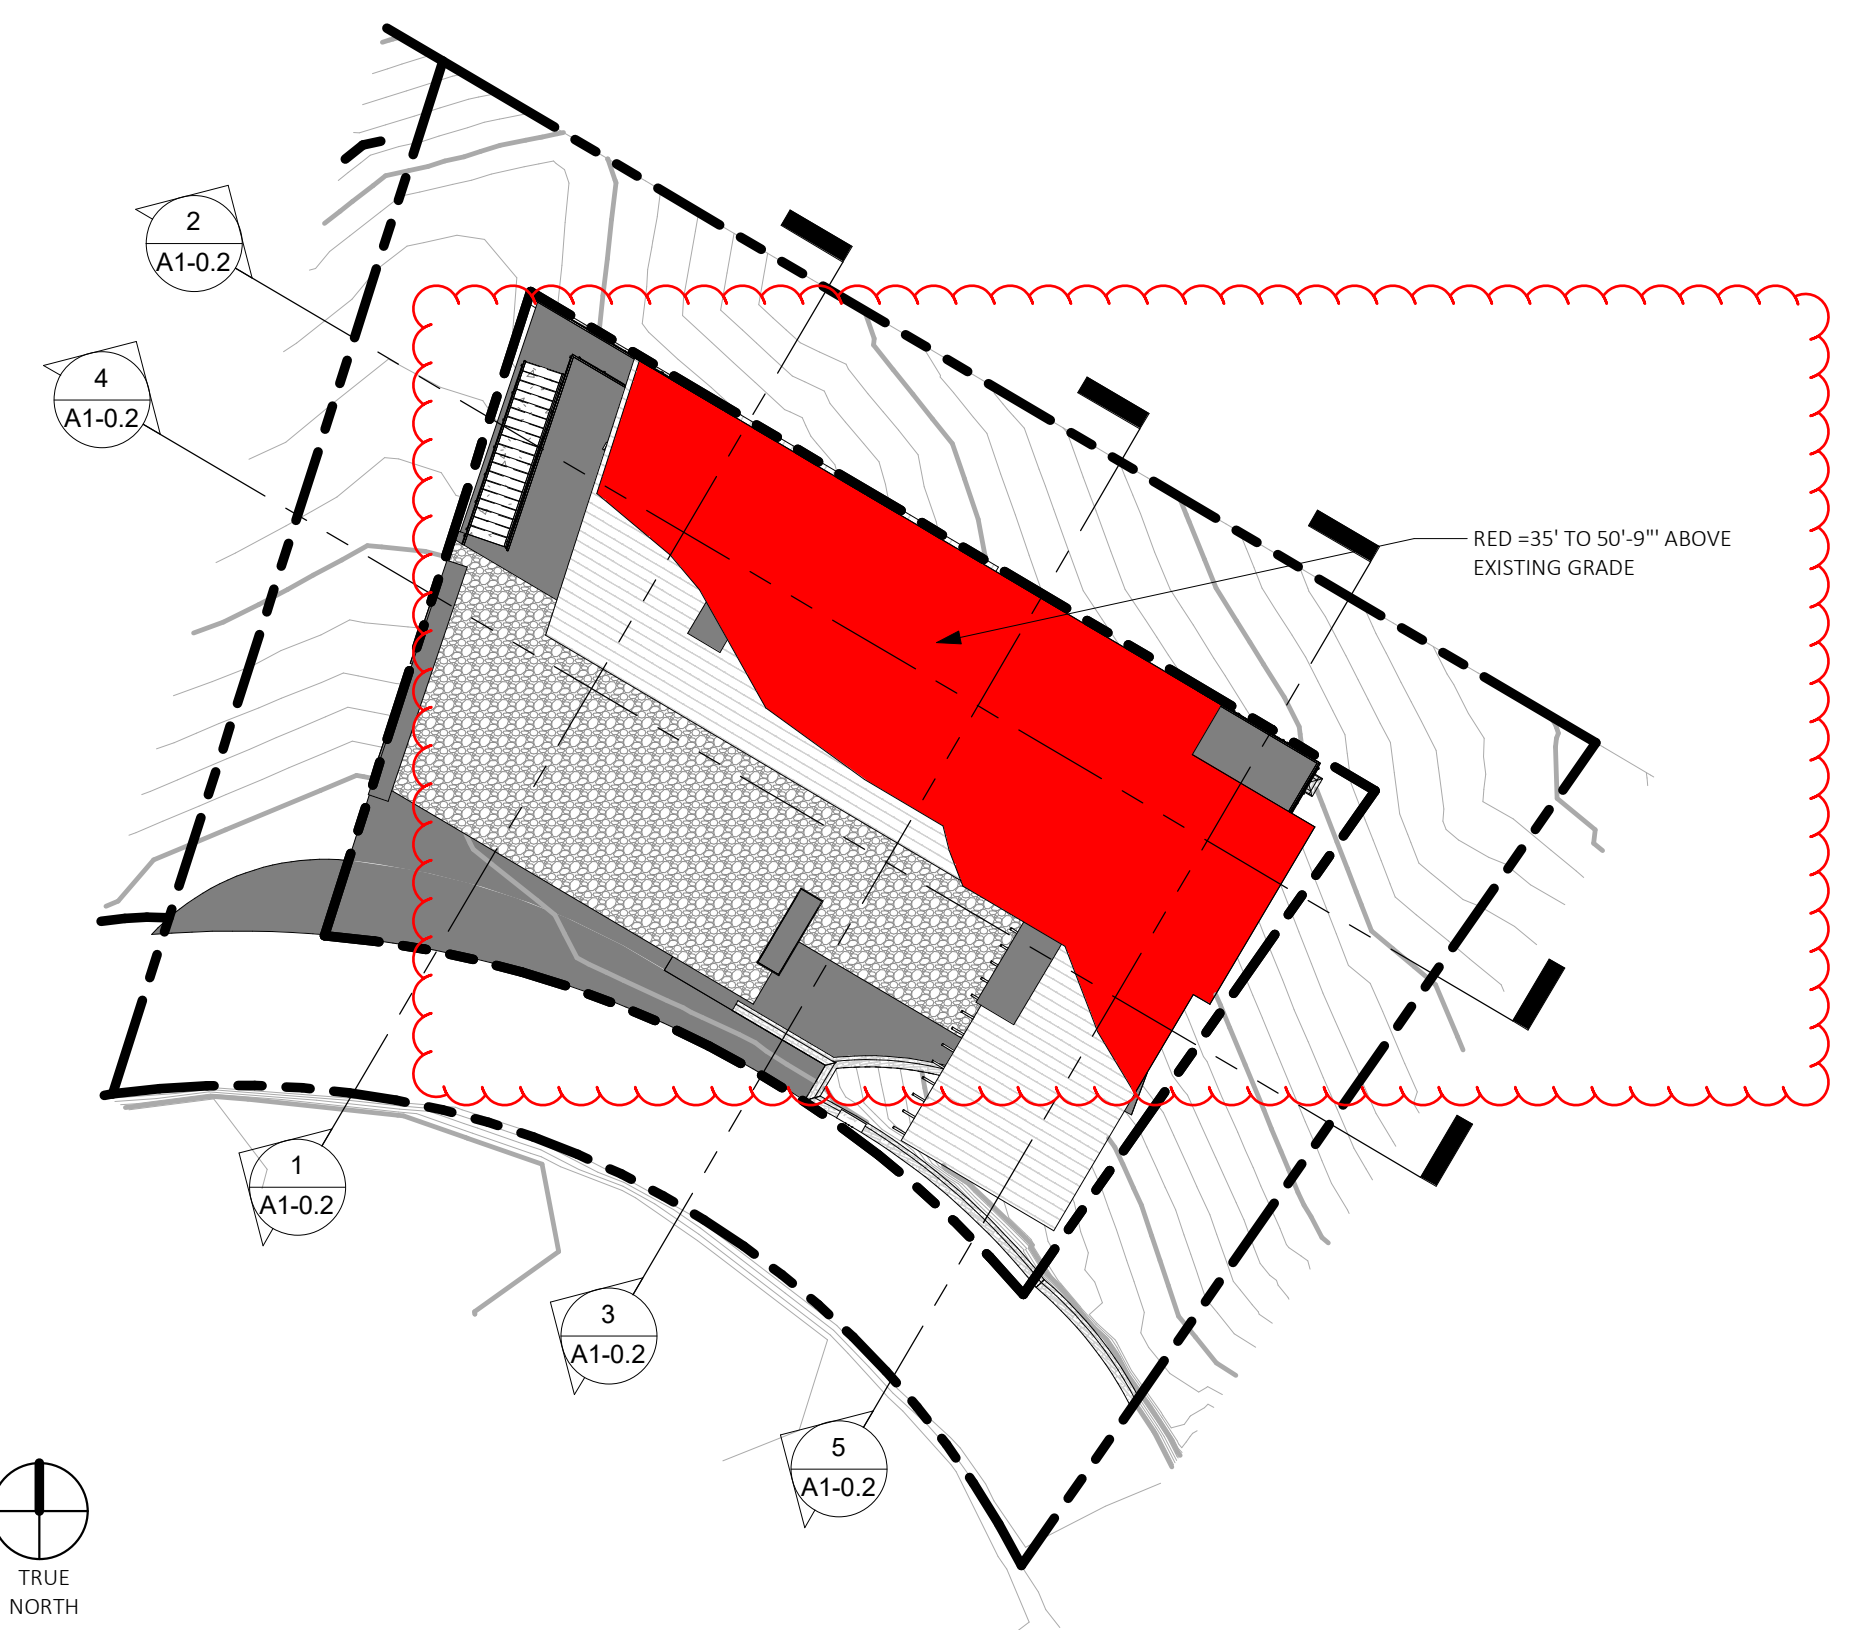 2
A1-0.2
4
A1-0.2
RED =35' TO 50'-9"' ABOVE
EXISTING GRADE
1
A1-0.2
3
A1-0.2
5
A1-0.2
TRUE
NORTH